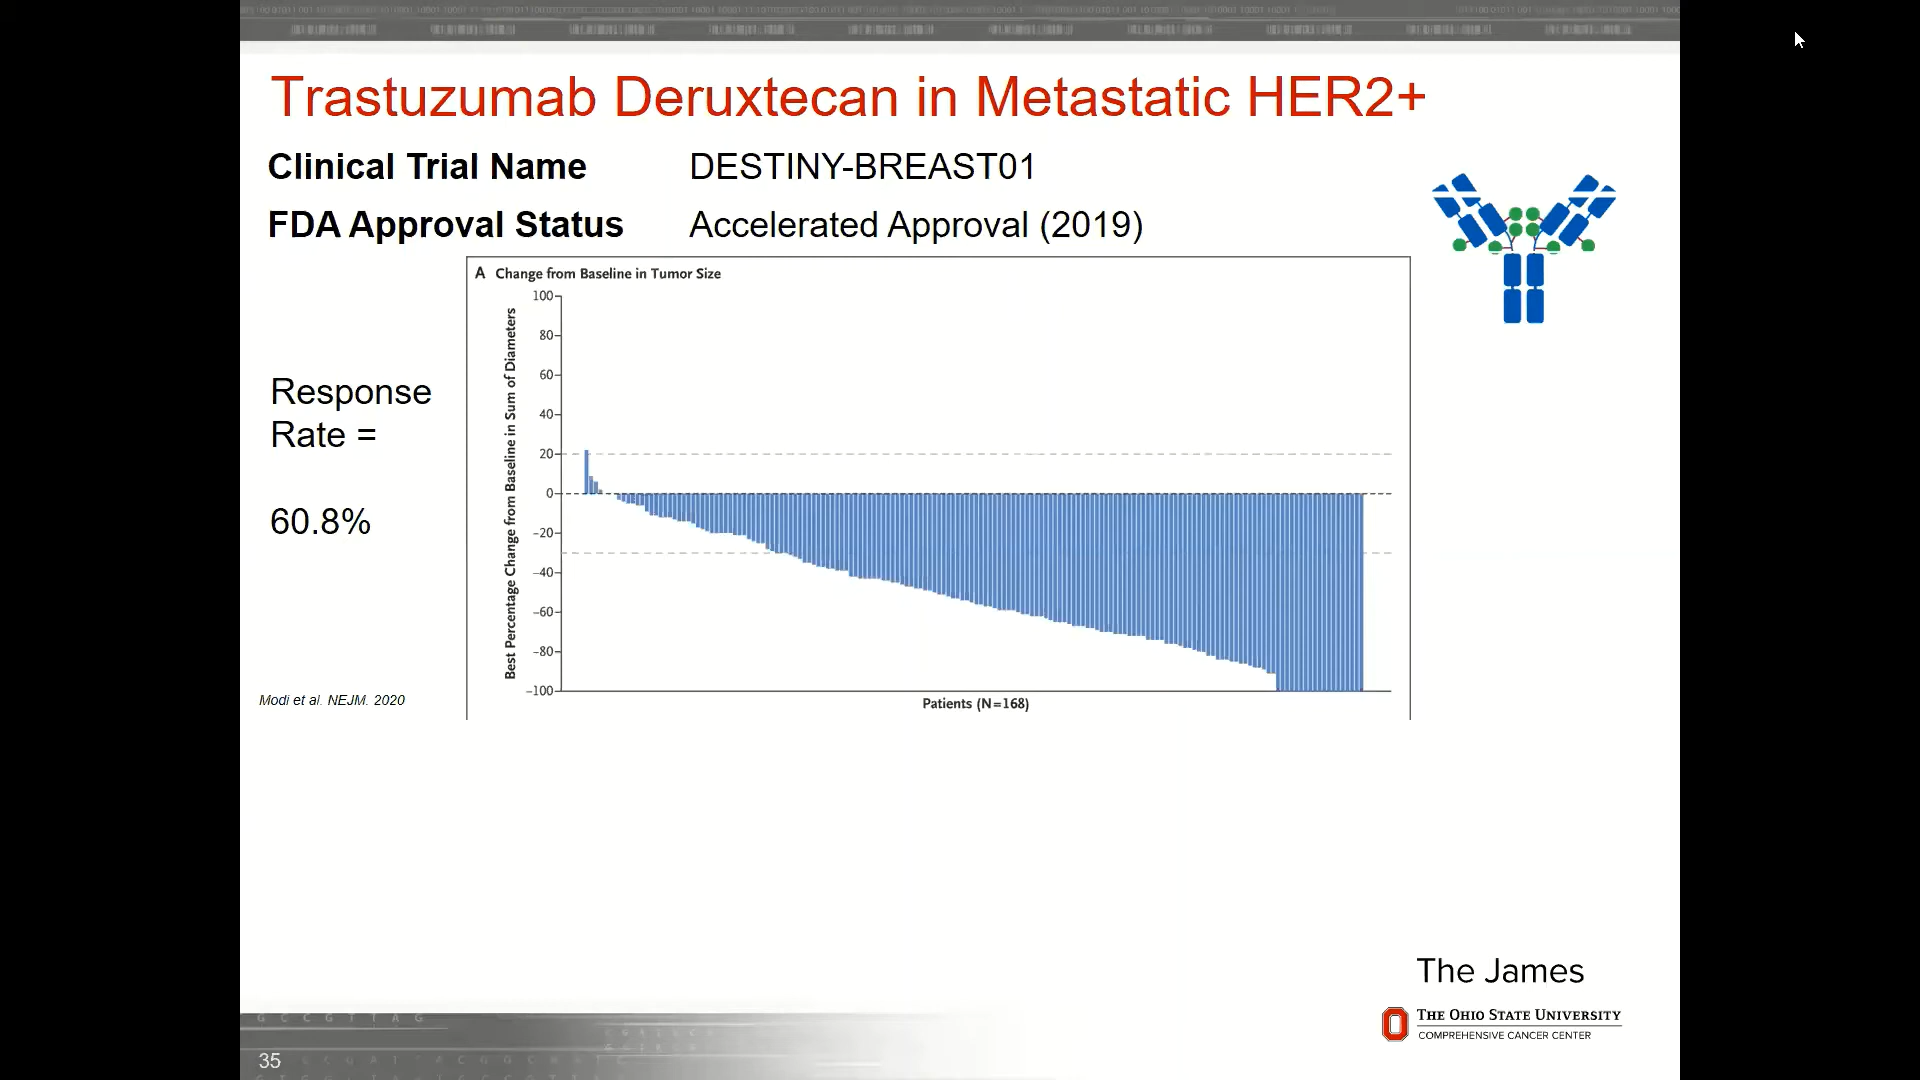 Trastuzumab Deruxtecan in Metastatic HER2+
Clinical Trial Name DESTINY-BREAST01
FDA Approval Status Accelerated Approval (2019)
A Change from Baseline in Tumor Size
Best Percentage Change from Baseline in Sum of Diameters
100
80
60
40
20
0
-20
-40
-60
-80
-100
Patients (N=168)
Response
Rate =
60.8%
Modi et al. NEJM. 2020
The James
THE OHIO STATE UNIVERSITY
COMPREHENSIVE CANCER CENTER
G C C G T T A G
35